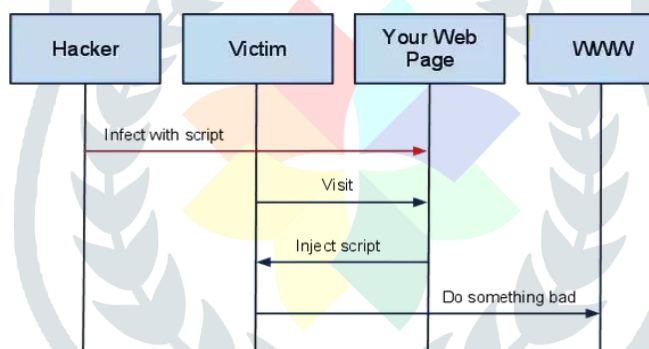 Hacker
Victim
Your Web
Page
WWW
Infect with script
Visit
Inject script
Do something bad